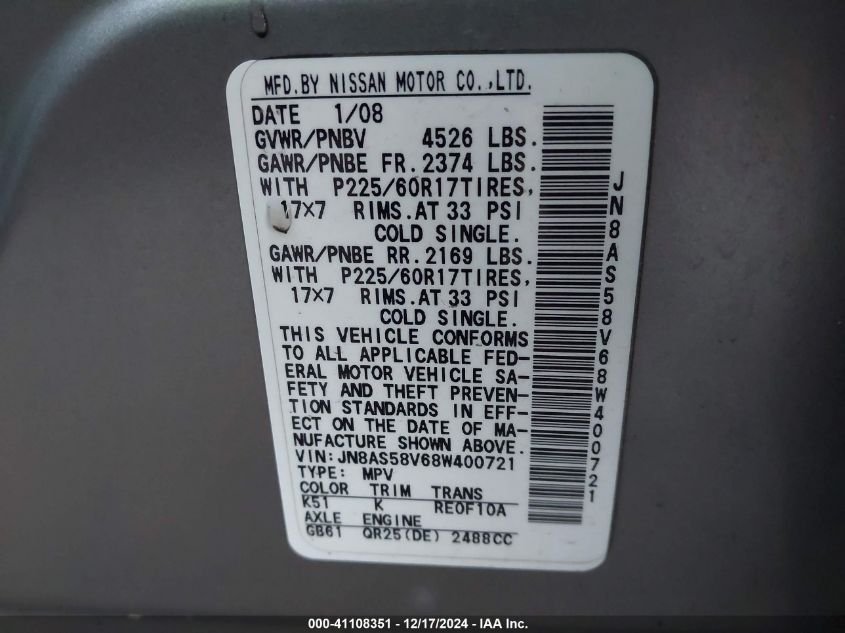 MFD.BY NISSAN MOTOR CO.,LTD.
DATE 1/08
GVWR/PNBV 4526 LBS.
GAWR/PNBE FR.2374 LBS.
WITH P225/60R17TIRES,
17×7 RIMS.AT 33 PSI
COLD SINGLE.
GAWR/PNBE RR.2169 LBS.
WITH P225/60R17TIRES,
17×7 RIMS.AT 33 PSI
COLD SINGLE.
THIS VEHICLE CONFORMS
TO ALL APPLICABLE FED-
ERAL MOTOR VEHICLE SA-
FETY AND THEFT PREVEN-
TION STANDARDS IN EFF-
ECT ON THE DATE OF MA-
NUFACTURE SHOWN ABOVE.
VIN:JN8AS58V68W400721
TYPE: MPV
COLOR TRIM TRANS
K51 K RE0F10A
AXLE ENGINE
GB61 QR25(DE) 2488CC
JN8AS58V68W400721
000-41108351 / 12/17/2024 - IAA Inc.